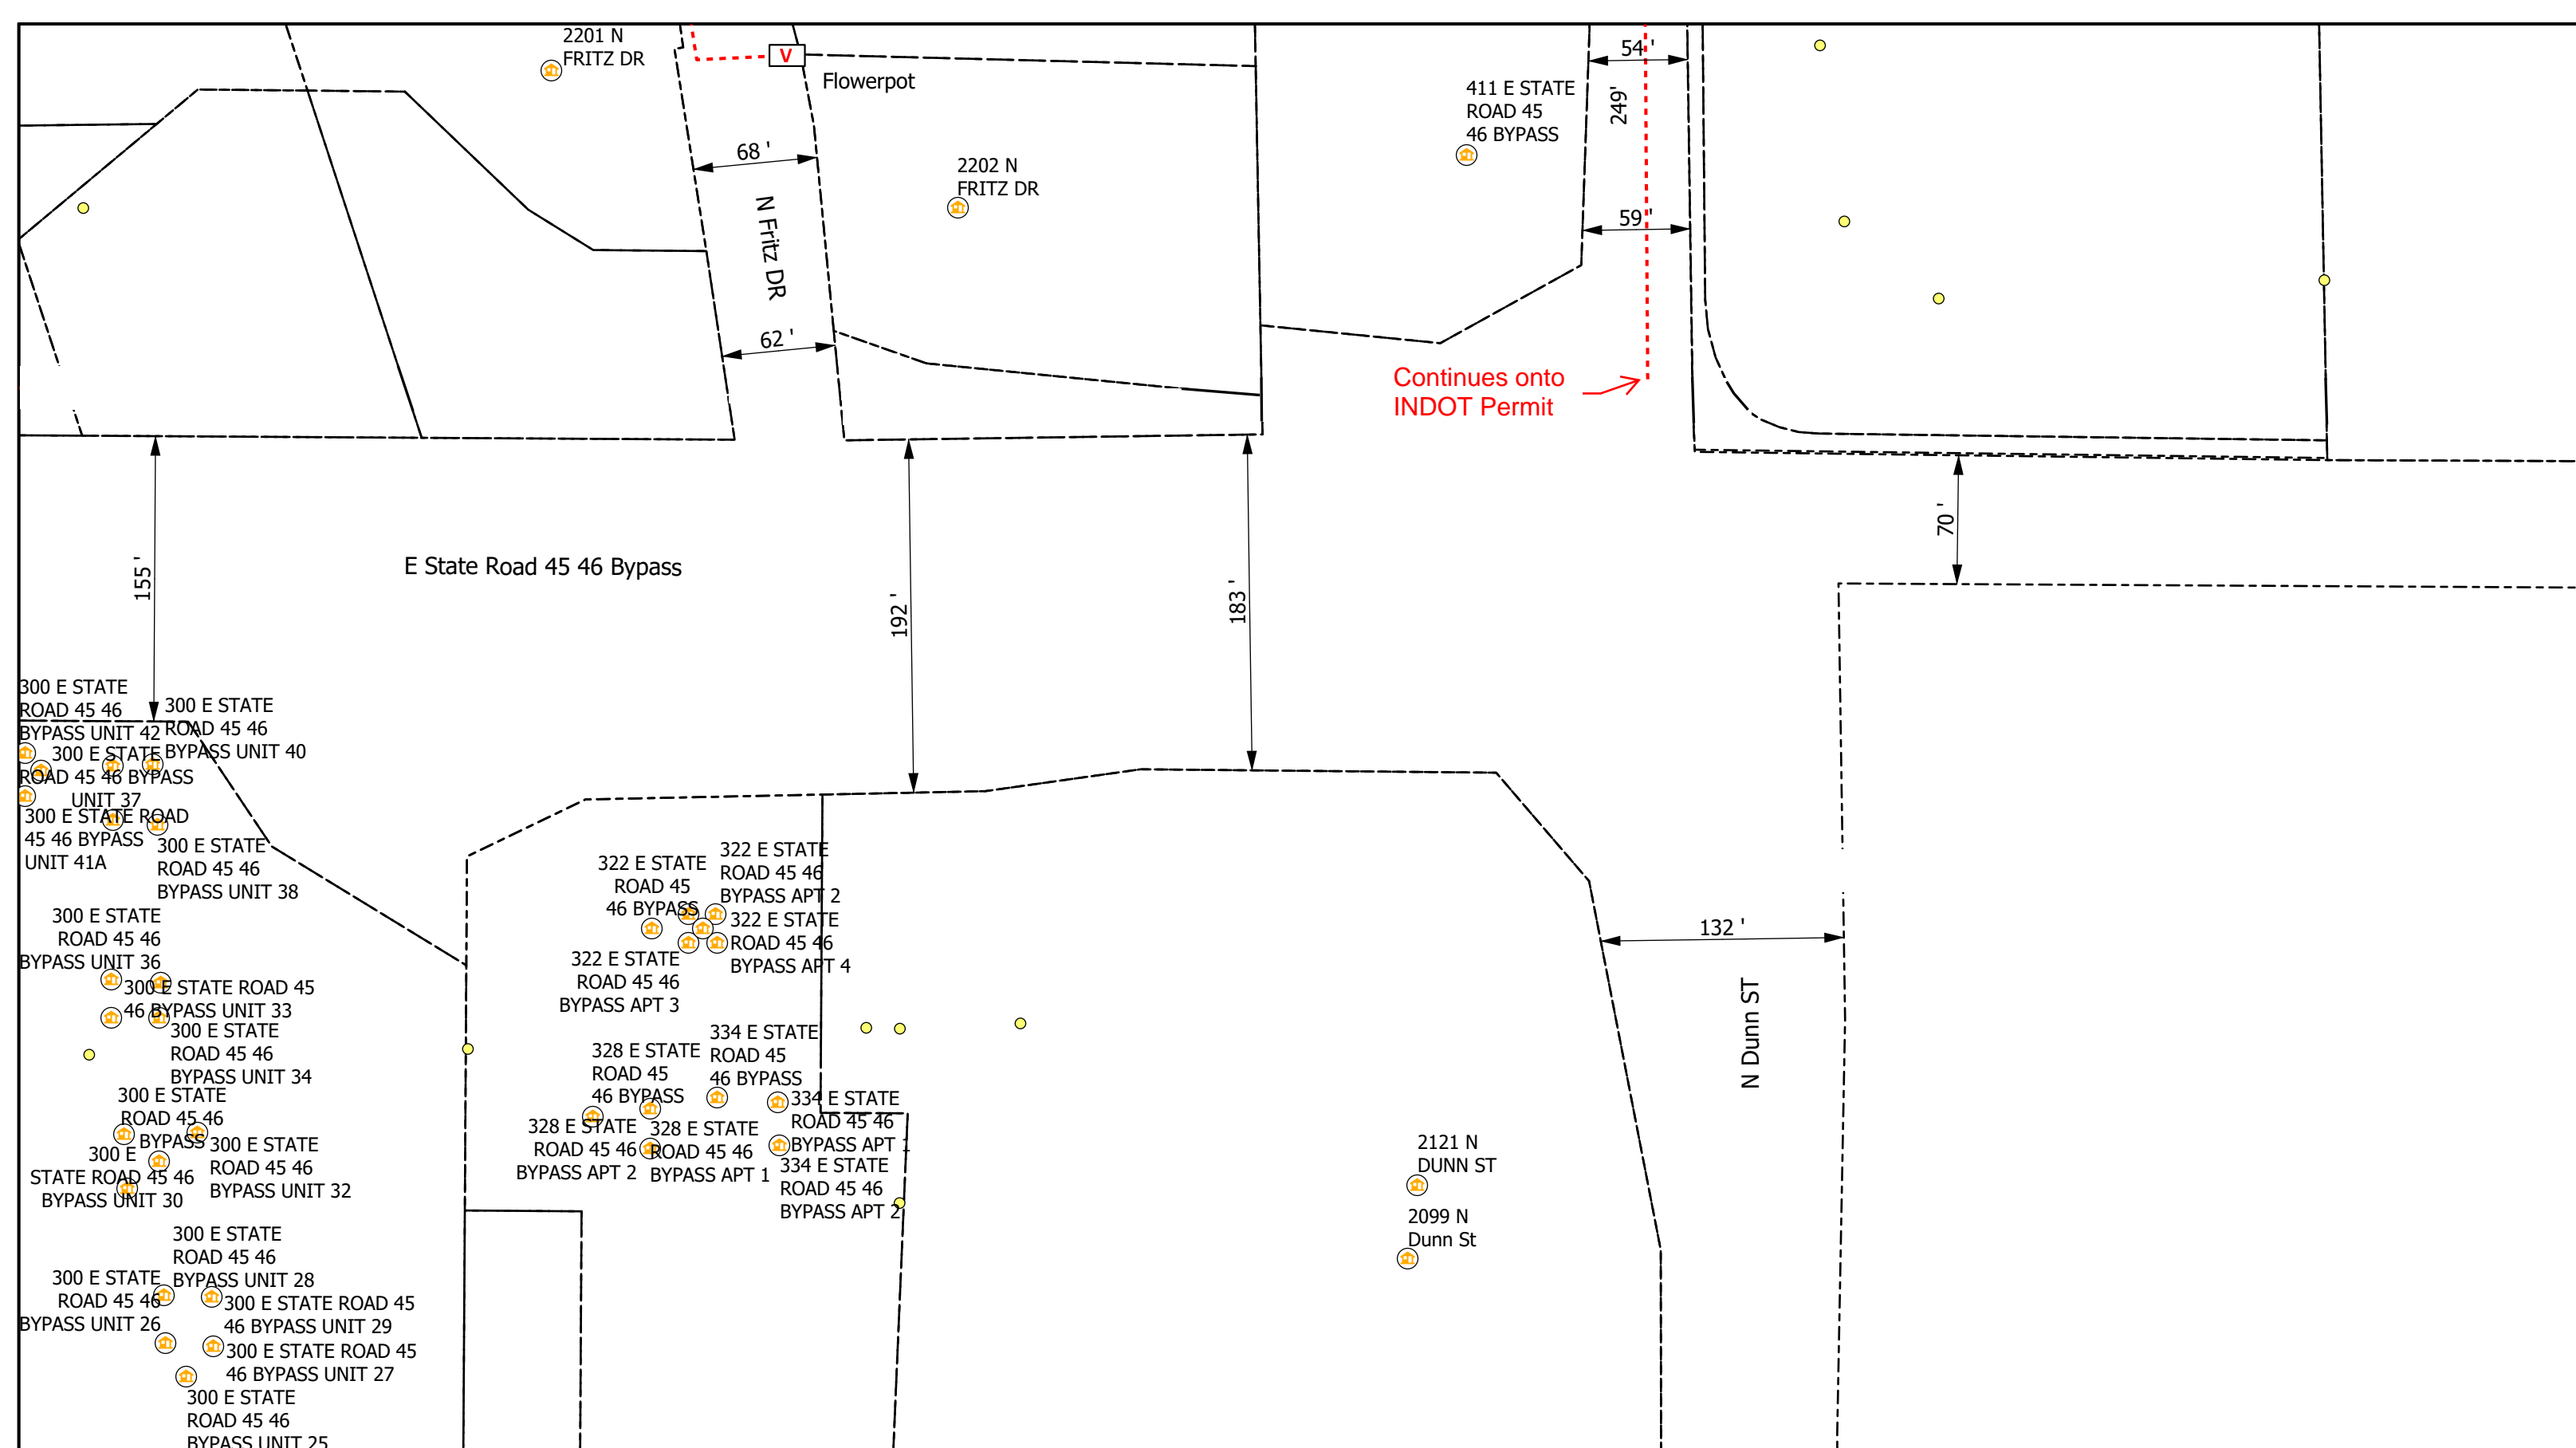 2201 N
FRITZ DR
V
Flowerpot
68 '
N Fritz DR
62 '
2202 N
FRITZ DR
411 E STATE
ROAD 45
46 BYPASS
54 '
249'
59 '
Continues onto
INDOT Permit
155 '
E State Road 45 46 Bypass
192 '
183 '
70 '
300 E STATE
ROAD 45 46
BYPASS UNIT 42
300 E STATE
ROAD 45 46
BYPASS UNIT 40
300 E STATE
ROAD 45 46 BYPASS
UNIT 37
300 E STATE ROAD
45 46 BYPASS
UNIT 41A
300 E STATE
ROAD 45 46
BYPASS UNIT 38
300 E STATE
ROAD 45 46
BYPASS UNIT 36
300 E STATE ROAD 45
46 BYPASS UNIT 33
300 E STATE
ROAD 45 46
BYPASS UNIT 34
300 E STATE
ROAD 45 46
BYPASS
300 E
STATE ROAD 45 46
BYPASS UNIT 30
300 E STATE
ROAD 45 46
BYPASS UNIT 32
300 E STATE
ROAD 45 46
BYPASS UNIT 28
300 E STATE
ROAD 45 46
BYPASS UNIT 26
300 E STATE ROAD 45
46 BYPASS UNIT 29
300 E STATE ROAD 45
46 BYPASS UNIT 27
300 E STATE
ROAD 45 46
BYPASS UNIT 25
322 E STATE
ROAD 45
46 BYPASS
322 E STATE
ROAD 45 46
BYPASS APT 2
322 E STATE
ROAD 45 46
BYPASS APT 4
322 E STATE
ROAD 45 46
BYPASS APT 3
328 E STATE
ROAD 45
46 BYPASS
334 E STATE
ROAD 45
46 BYPASS
328 E STATE
ROAD 45 46
BYPASS APT 2
328 E STATE
ROAD 45 46
BYPASS APT 1
334 E STATE
ROAD 45 46
BYPASS APT 1
334 E STATE
ROAD 45 46
BYPASS APT 2
132 '
N Dunn ST
2121 N
DUNN ST
2099 N
Dunn St